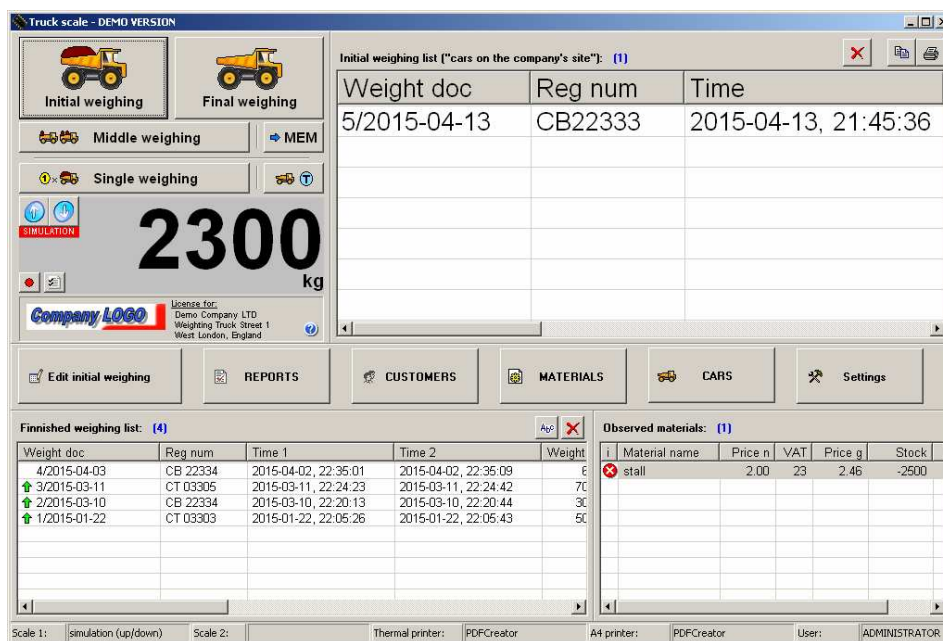 Truck scale - DEMO VERSION
Initial weighing
Final weighing
Middle weighing
MEM
1x
Single weighing
T
SIMULATION
2300
kg
Company LOGO
License for:
Demo Company LTD
Weighting Truck Street 1
West London, England
?
Initial weighing list ("cars on the company's site"): (1)
Weight doc Reg num Time
5/2015-04-13 CB22333 2015-04-13, 21:45:36
Edit initial weighing
REPORTS
CUSTOMERS
MATERIALS
CARS
Settings
Finnished weighing list: (4)
Abc
Weight doc Reg num Time 1 Time 2 Weight
4/2015-04-03 CB 22334 2015-04-02, 22:35:01 2015-04-02, 22:35:09 6
3/2015-03-11 CT 03305 2015-03-11, 22:24:23 2015-03-11, 22:24:42 70
2/2015-03-10 CB 22334 2015-03-10, 22:20:13 2015-03-10, 22:20:44 30
1/2015-01-22 CT 03303 2015-01-22, 22:05:26 2015-01-22, 22:05:43 50
Observed materials: (1)
i Material name Price n VAT Price g Stock
stall 2.00 23 2.46 -2500
Scale 1: simulation (up/down) Scale 2: Thermal printer: PDFCreator A4 printer: PDFCreator User: ADMINISTRATOR